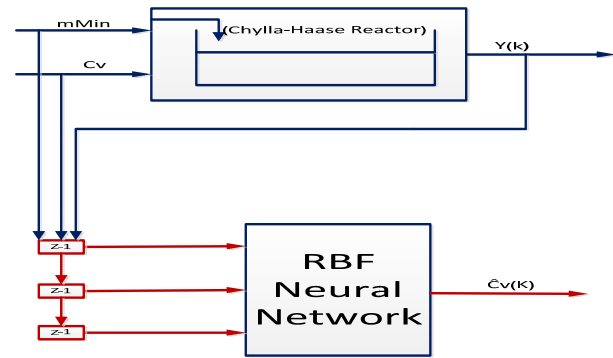 mMin
(Chylla-Haase Reactor)
Cv
Y(k)
Z-1
Z-1
Z-1
RBF
Neural
Network
Ĉv(K)